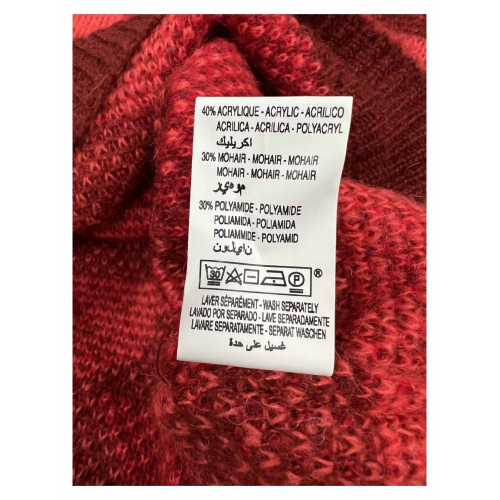 40% ACRYLIQUE - ACRYLIC - ACRILICO
ACRILICA - ACRILICA - POLYACRYL
اكريليك
30% MOHAIR - MOHAIR - MOHAIR
MOHAIR - MOHAIR - MOHAIR
موهير
30% POLYAMIDE - POLYAMIDE
POLIAMIDA - POLIAMIDA
POLIAMMIDE - POLYAMID
نايلون
30 P ®
LAVER SÉPARÉMENT - WASH SEPARATELY
LAVADO POR SEPARADO - LAVE SEPARADAMENTE
LAVARE SEPARATAMENTE - SEPARAT WASCHEN
غسيل على حدة